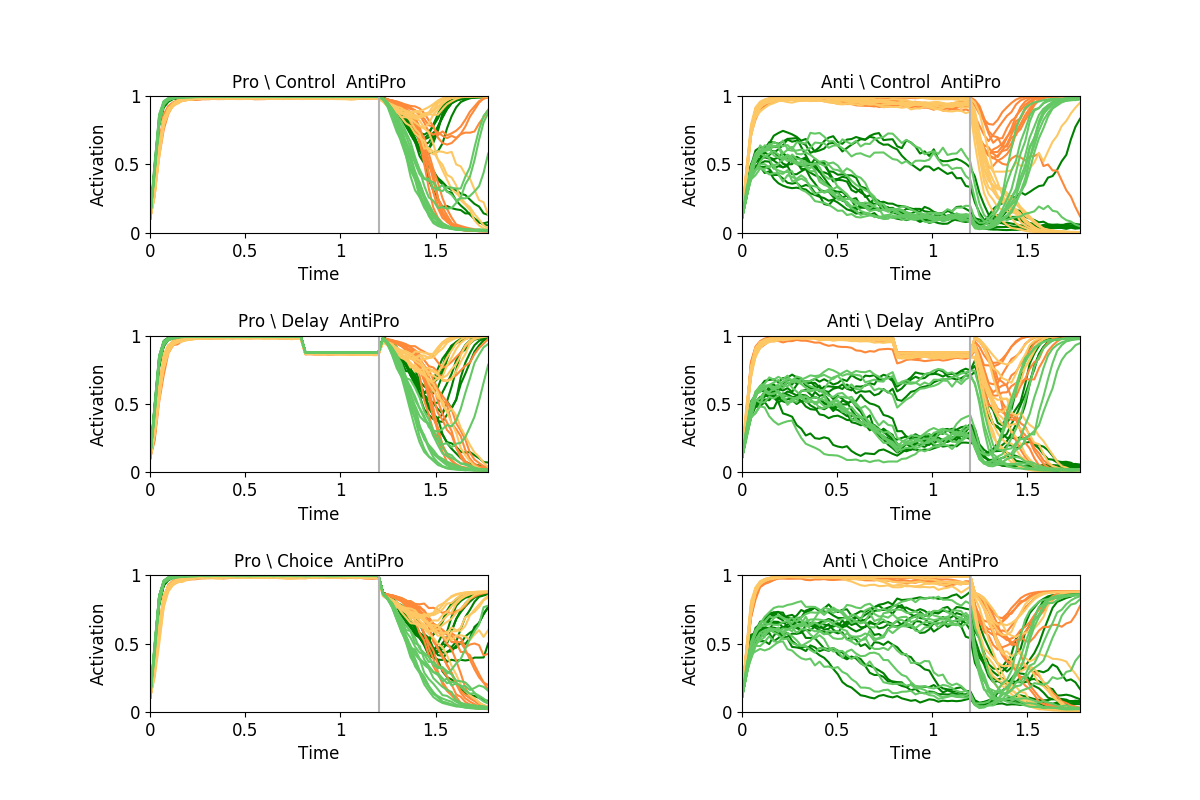 Pro \ Control  AntiPro
Anti \ Control  AntiPro
1
0.5
0
Activation
0
0.5
1
1.5
Time
1
0.5
0
Activation
0
0.5
1
1.5
Time
Pro \ Delay  AntiPro
Anti \ Delay  AntiPro
1
0.5
0
Activation
0
0.5
1
1.5
Time
1
0.5
0
Activation
0
0.5
1
1.5
Time
Pro \ Choice  AntiPro
Anti \ Choice  AntiPro
1
0.5
0
Activation
0
0.5
1
1.5
Time
1
0.5
0
Activation
0
0.5
1
1.5
Time